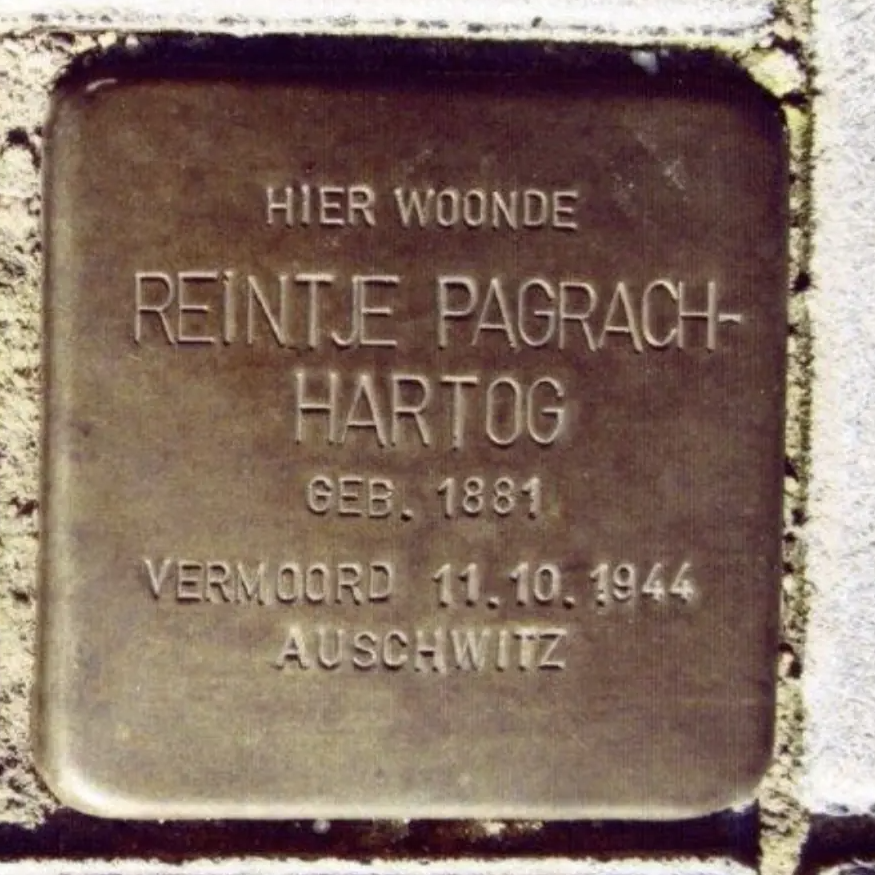 HIER WOONDE
REINTJE PAGRACH-
HARTOG
GEB. 1881
VERMOORD 11.10.1944
AUSCHWITZ